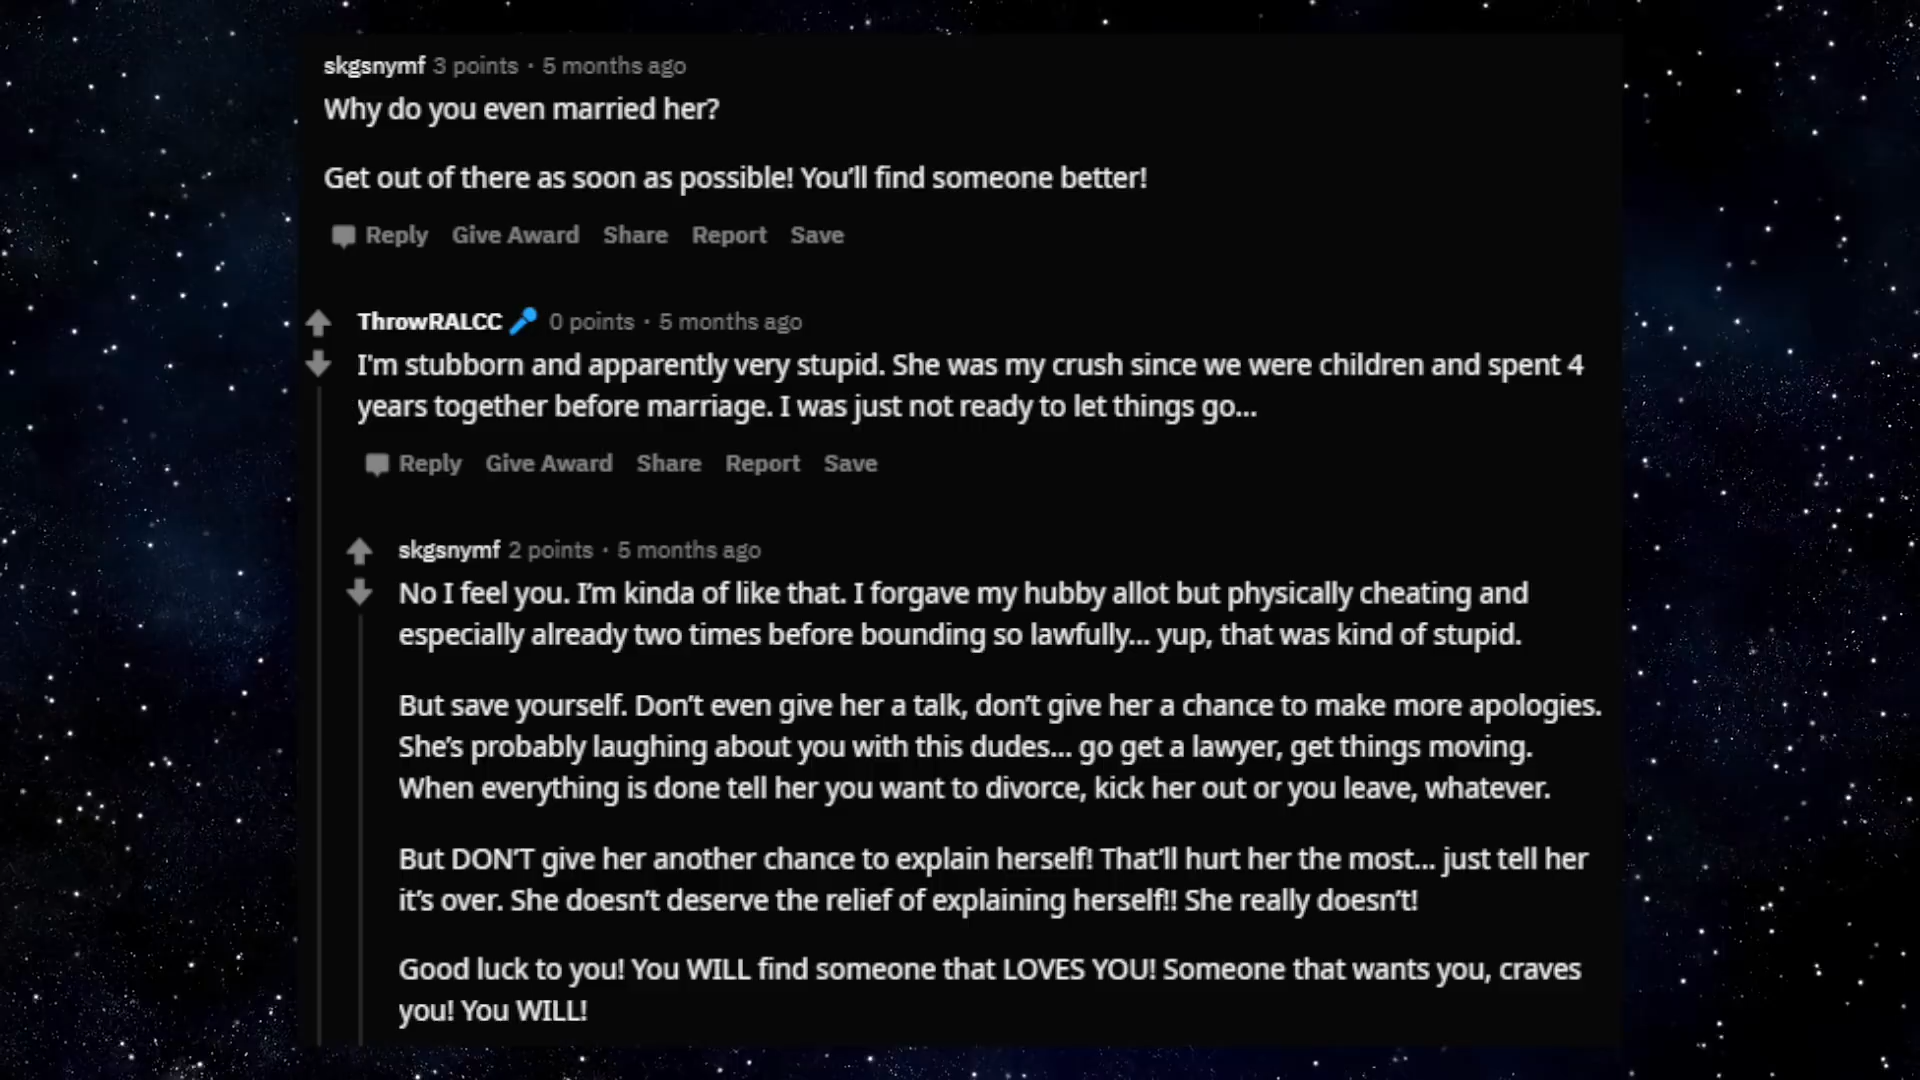 skgsnymf 3 points · 5 months ago
Why do you even married her?
Get out of there as soon as possible! You'll find someone better!
Reply Give Award Share Report Save
ThrowRALCC 0 points · 5 months ago
I'm stubborn and apparently very stupid. She was my crush since we were children and spent 4
years together before marriage. I was just not ready to let things go...
Reply Give Award Share Report Save
skgsnymf 2 points · 5 months ago
No I feel you. I'm kinda of like that. I forgave my hubby allot but physically cheating and
especially already two times before bounding so lawfully... yup, that was kind of stupid.
But save yourself. Don't even give her a talk, don't give her a chance to make more apologies.
She's probably laughing about you with this dudes... go get a lawyer, get things moving.
When everything is done tell her you want to divorce, kick her out or you leave, whatever.
But DON'T give her another chance to explain herself! That'll hurt her the most... just tell her
it's over. She doesn't deserve the relief of explaining herself!! She really doesn't!
Good luck to you! You WILL find someone that LOVES YOU! Someone that wants you, craves
you! You WILL!